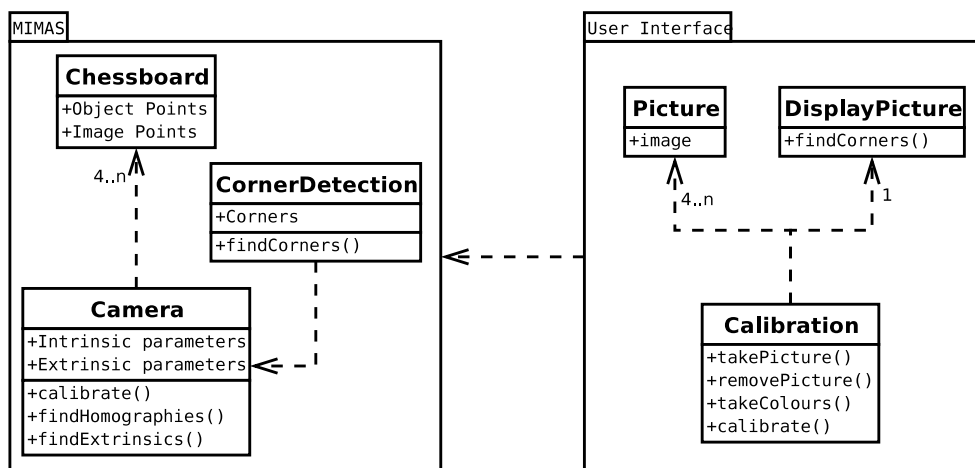 MIMAS
Chessboard
+Object Points
+Image Points
4..n
CornerDetection
+Corners
+findCorners()
Camera
+Intrinsic parameters
+Extrinsic parameters
+calibrate()
+findHomographies()
+findExtrinsics()
User Interface
Picture
+image
DisplayPicture
+findCorners()
4..n
1
Calibration
+takePicture()
+removePicture()
+takeColours()
+calibrate()